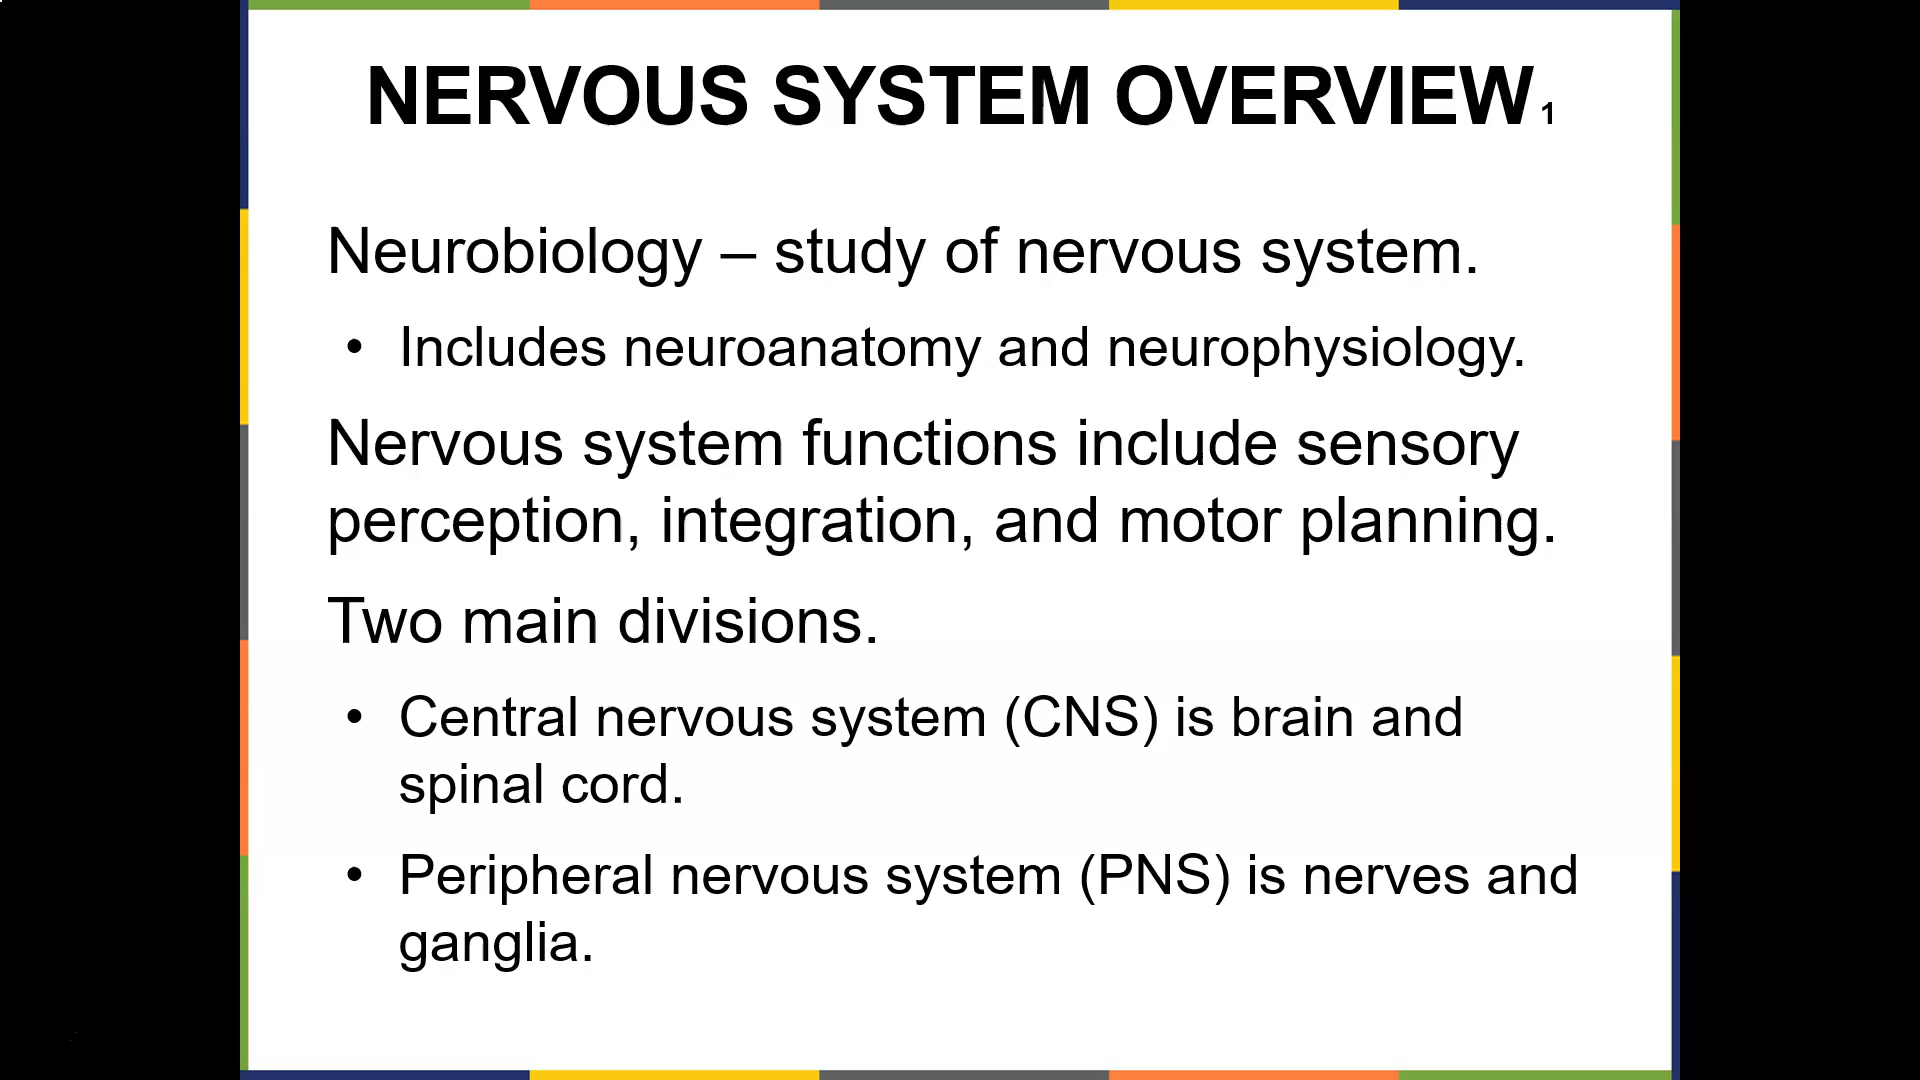 NERVOUS SYSTEM OVERVIEW 1
Neurobiology – study of nervous system.
• Includes neuroanatomy and neurophysiology.
Nervous system functions include sensory
perception, integration, and motor planning.
Two main divisions.
• Central nervous system (CNS) is brain and
spinal cord.
• Peripheral nervous system (PNS) is nerves and
ganglia.